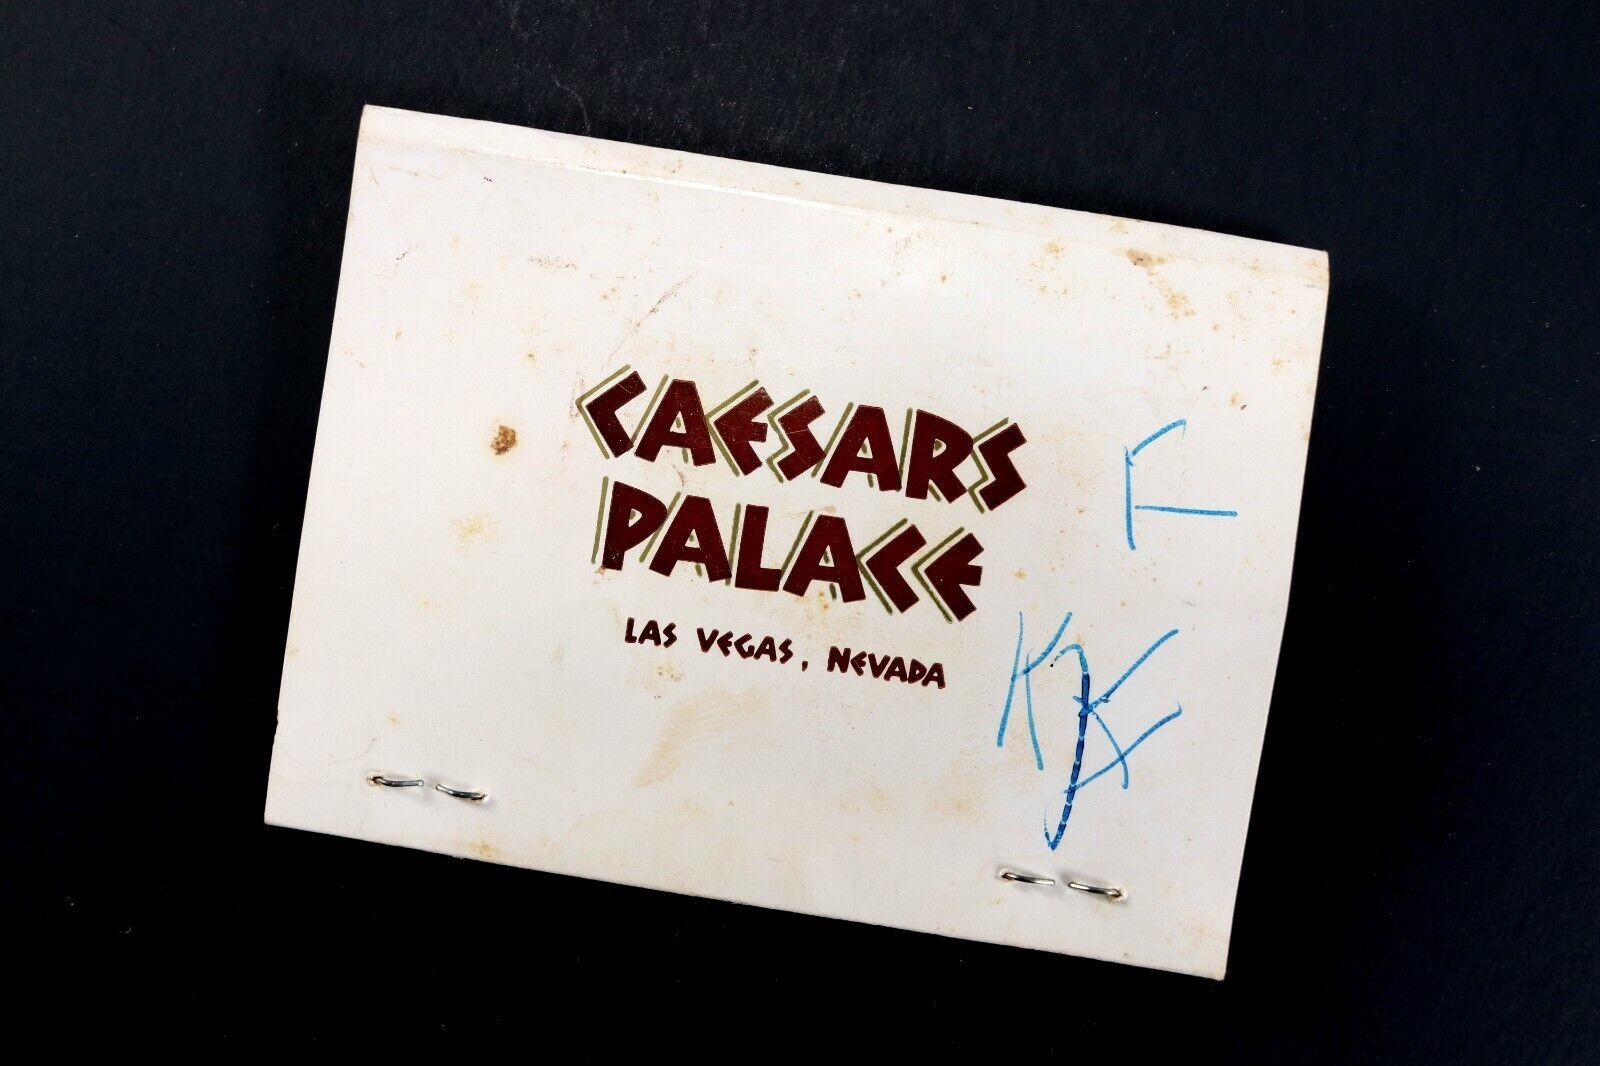 CAESARS
PALACE
LAS VEGAS, NEVADA